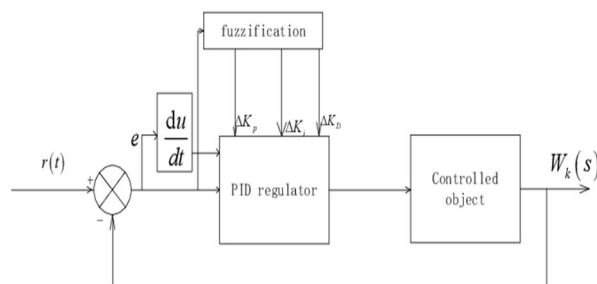 fuzzification
du
dt
ΔK_p
ΔK_i
ΔK_D
e
r(t)
+
−
PID regulator
Controlled
object
W_k(s)